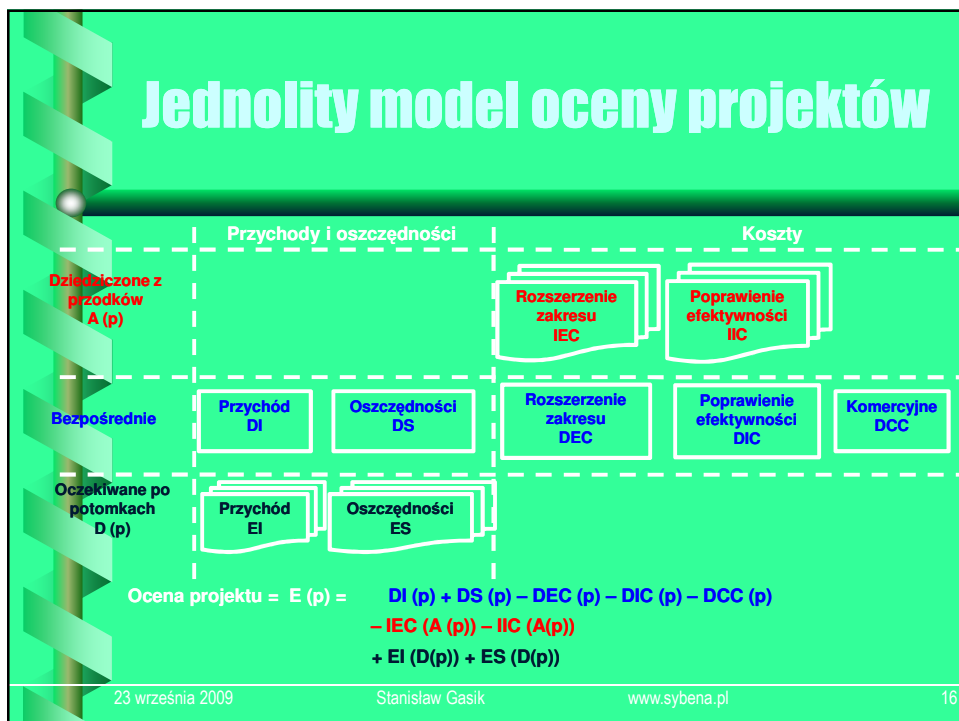 Jednolity model oceny projektów
Przychody i oszczędności
Koszty
Dziedziczone z
przodków
A (p)
Rozszerzenie
zakresu
IEC
Poprawienie
efektywności
IIC
Bezpośrednie
Przychód
DI
Oszczędności
DS
Rozszerzenie
zakresu
DEC
Poprawienie
efektywności
DIC
Komercyjne
DCC
Oczekiwane po
potomkach
D (p)
Przychód
EI
Oszczędności
ES
Ocena projektu = E (p) = DI (p) + DS (p) – DEC (p) – DIC (p) – DCC (p)
– IEC (A (p)) – IIC (A(p))
+ EI (D(p)) + ES (D(p))
23 września 2009 Stanisław Gasik www.sybena.pl 16